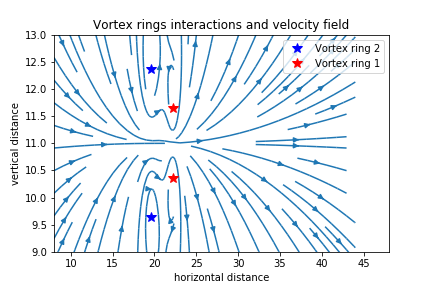 Vortex rings interactions and velocity field
Vortex ring 2
Vortex ring 1
vertical distance
13.0
12.5
12.0
11.5
11.0
10.5
10.0
9.5
9.0
10 15 20 25 30 35 40 45
horizontal distance